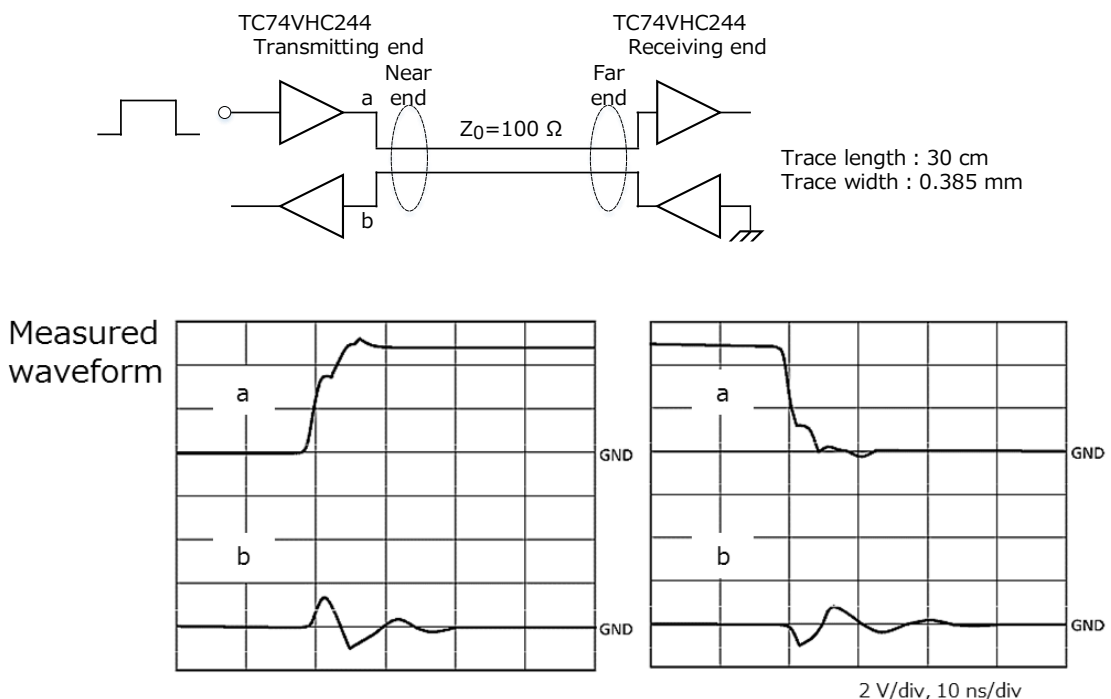 TC74VHC244
Transmitting end
TC74VHC244
Receiving end
Near
end
Far
end
a
Z0=100 Ω
Trace length : 30 cm
Trace width : 0.385 mm
b
Measured
waveform
a
GND
b
GND
a
GND
b
GND
2 V/div, 10 ns/div